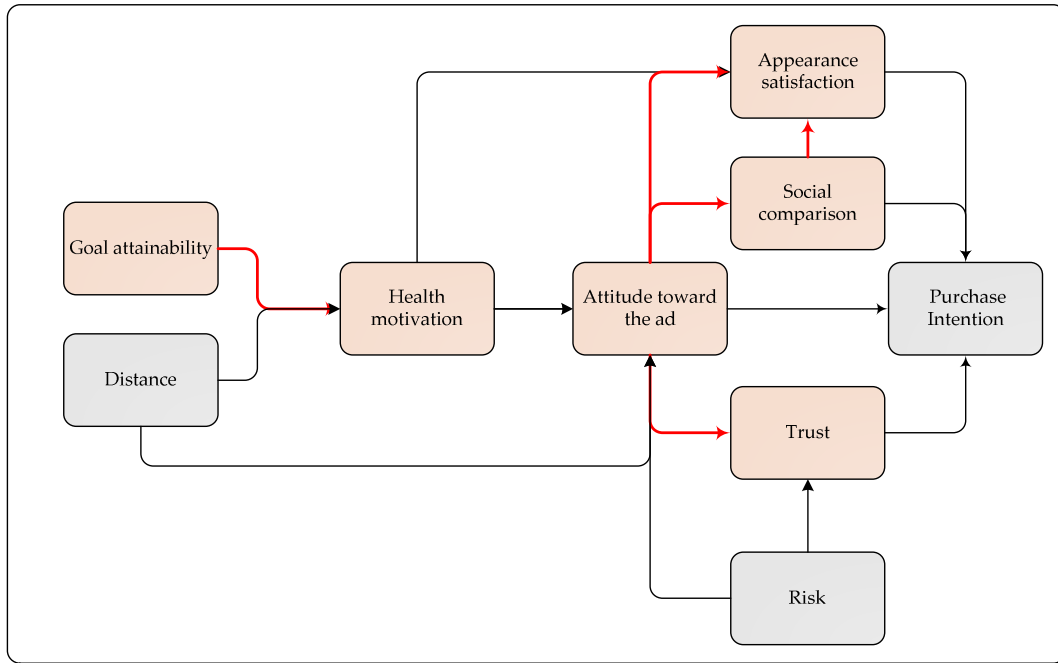 Appearance
satisfaction
Social
comparison
Goal attainability
Health
motivation
Attitude toward
the ad
Purchase
Intention
Distance
Trust
Risk